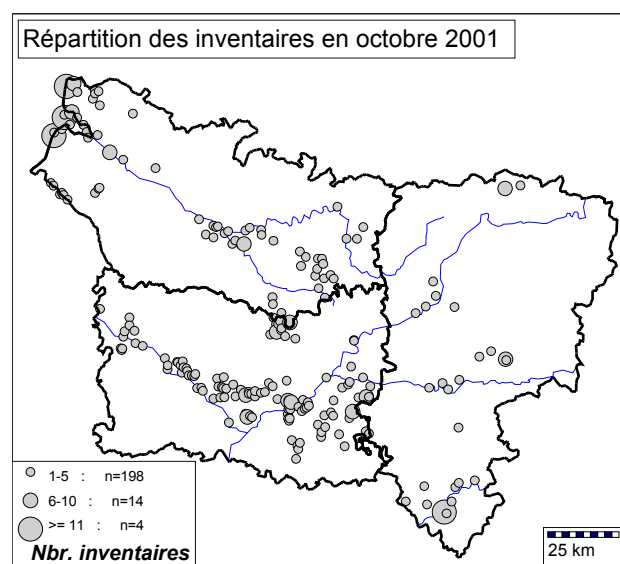 Répartition des inventaires en octobre 2001
1-5 : n=198
6-10 : n=14
>= 11 : n=4
Nbr. inventaires
25 km